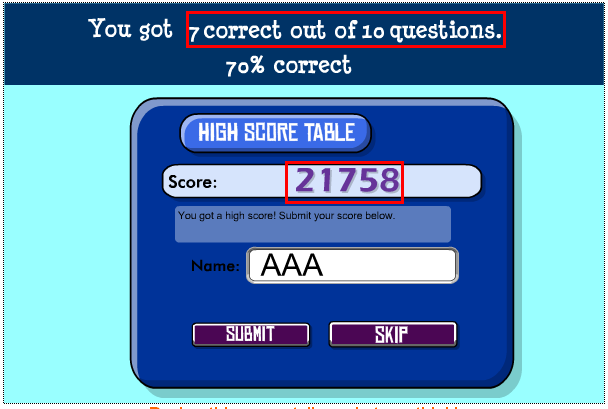 You got 7 correct out of 10 questions.
70% correct
HIGH SCORE TABLE
Score: 21758
You got a high score! Submit your score below.
Name: AAA
SUBMIT SKIP